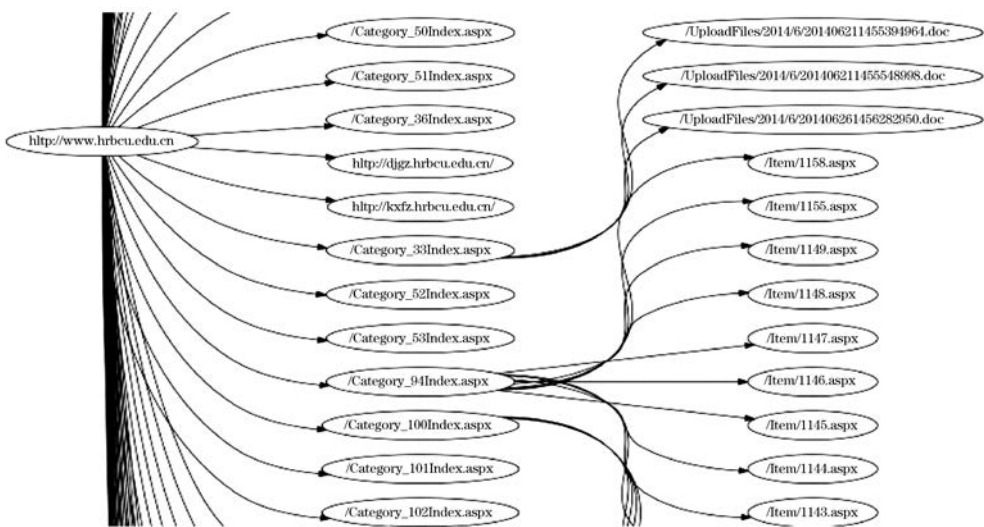 hltp://www.hrbcu.edu.cn
/Category_50Index.aspx
/Category_51Index.aspx
/Category_36Index.aspx
hltp://djgz.hrbcu.edu.cn/
hltp://kxfz.hrbcu.edu.cn/
/Category_33Index.aspx
/Category_52Index.aspx
/Category_53Index.aspx
/Category_94Index.aspx
/Category_100Index.aspx
/Category_101Index.aspx
/Category_102Index.aspx
/UploadFiles/2014/6/201406211455394964.doc
/UploadFiles/2014/6/201406211455548998.doc
/UploadFiles/2014/6/201406261456282950.doc
/Item/1158.aspx
/Item/1155.aspx
/Item/1149.aspx
/Item/1148.aspx
/Item/1147.aspx
/Item/1146.aspx
/Item/1145.aspx
/Item/1144.aspx
/Item/1143.aspx